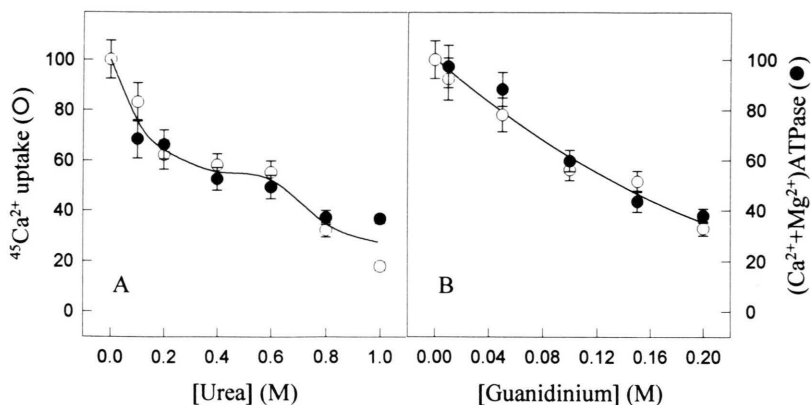 ⁴⁵Ca²⁺ uptake (○)
100
80
60
40
20
0
A
0.0 0.2 0.4 0.6 0.8 1.0
[Urea] (M)
B
0.00 0.04 0.08 0.12 0.16 0.20
[Guanidinium] (M)
100
80
60
40
20
0
(Ca²⁺+Mg²⁺)ATPase (●)